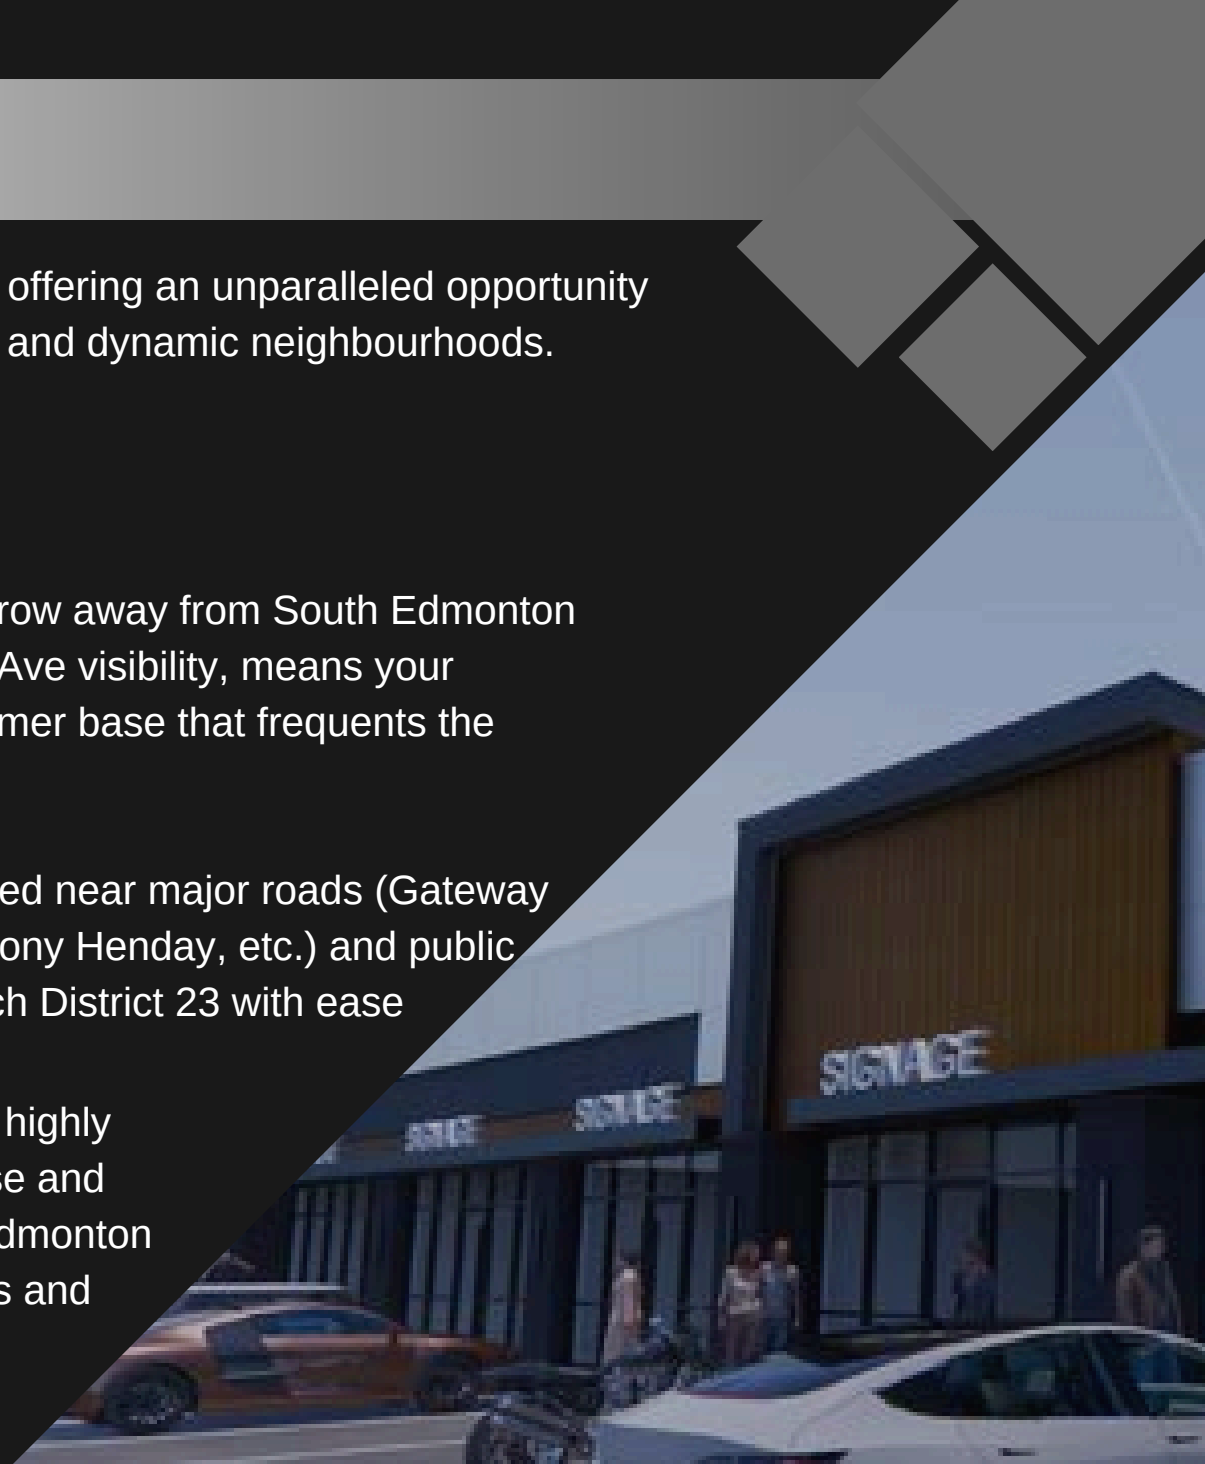 offering an unparalleled opportunity
and dynamic neighbourhoods.
row away from South Edmonton
Ave visibility, means your
mer base that frequents the
ed near major roads (Gateway
ony Henday, etc.) and public
ch District 23 with ease
highly
se and
dmonton
s and
SIGNAGE
SIGNAGE
SIGNAGE